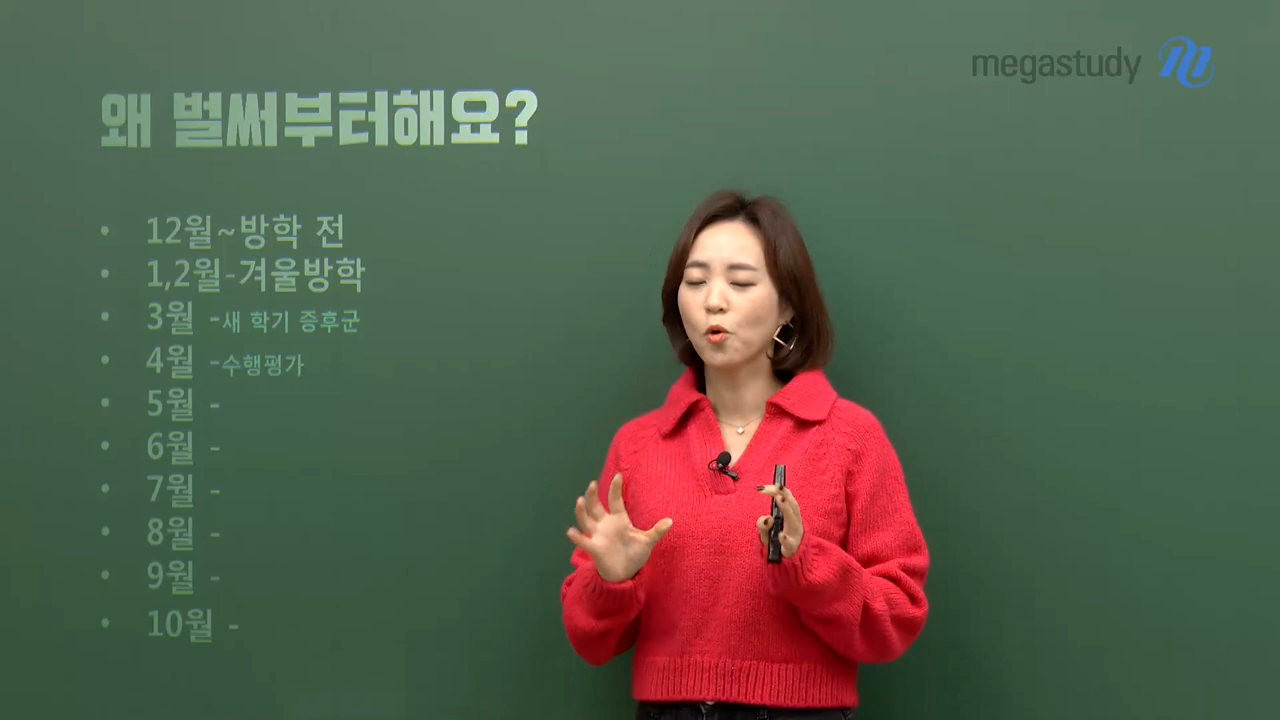 megastudy
왜 벌써부터해요?
• 12월~방학 전
• 1,2월-겨울방학
• 3월 -새 학기 증후군
• 4월 -수행평가
• 5월 -
• 6월 -
• 7월 -
• 8월 -
• 9월 -
• 10월 -